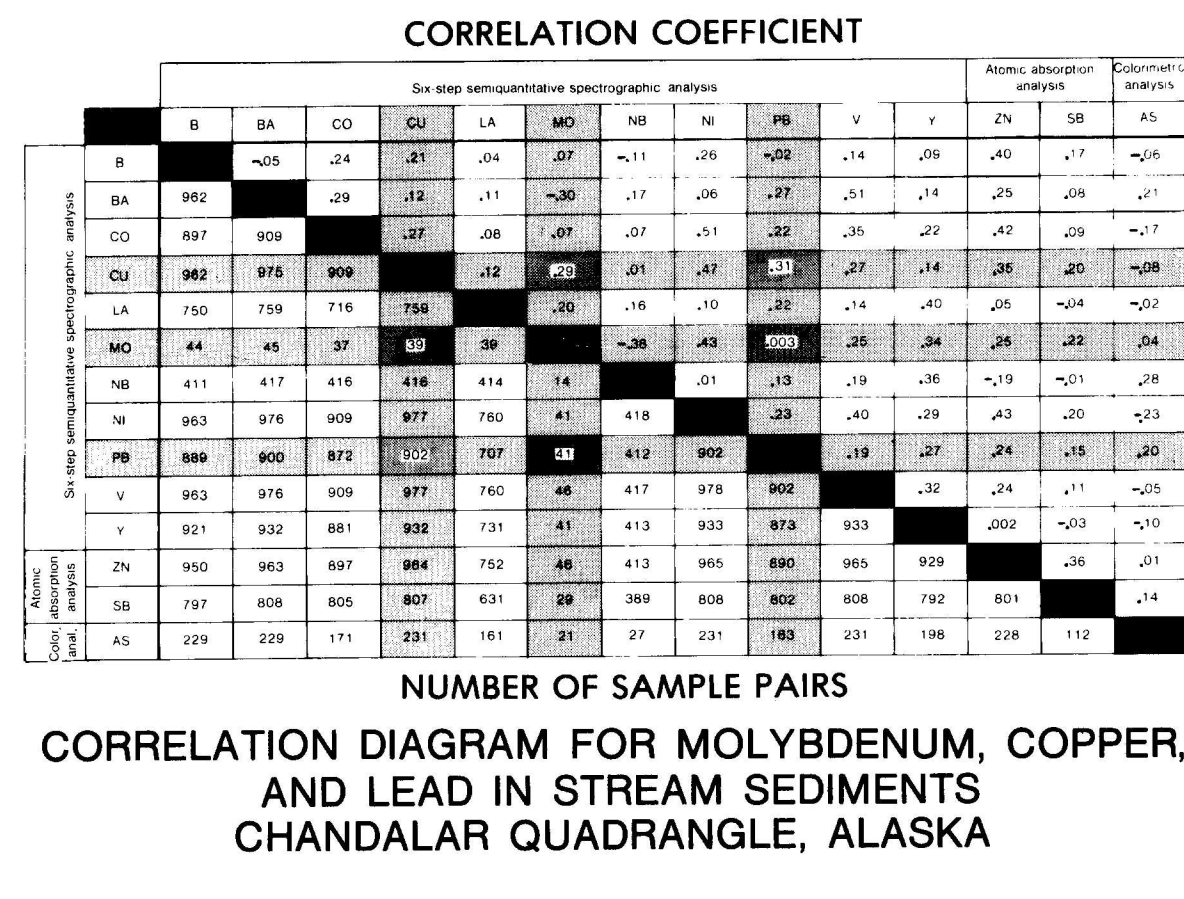 CORRELATION COEFFICIENT
Six-step semiquantitative spectrographic analysis
Atomic absorption analysis
Colorimetric analysis
B BA CO CU LA MO NB NI PB V Y ZN SB AS
Six-step semiquantitative spectrographic analysis
B -.05 .24 .21 .04 .07 -.11 .26 -.02 .14 .09 .40 .17 -.06
BA 962 .29 .12 .11 -.30 .17 .06 .27 .51 .14 .25 .08 .21
CO 897 909 .27 .08 .07 .07 .51 .22 .35 .22 .42 .09 -.17
CU 962 975 909 .12 .29 .01 .47 .31 .27 .14 .35 .20 -.08
LA 750 759 716 759 .20 .16 .10 .22 .14 .40 .05 -.04 -.02
MO 44 45 37 39 39 -.38 .43 .003 .25 .34 .25 .22 .04
NB 411 417 416 416 414 14 .01 .13 .19 .36 -.19 -.01 .28
NI 963 976 909 977 760 41 418 .23 .40 .29 .43 .20 -.23
PB 889 900 872 902 707 41 412 902 .19 .27 .24 .15 .20
V 963 976 909 977 760 46 417 978 902 .32 .24 .11 -.05
Y 921 932 881 932 731 41 413 933 873 933 .002 -.03 -.10
Atomic absorption analysis
ZN 950 963 897 964 752 46 413 965 890 965 929 .36 .01
SB 797 808 805 807 631 29 389 808 802 808 792 801 .14
Color. anal.
AS 229 229 171 231 161 21 27 231 183 231 198 228 112
NUMBER OF SAMPLE PAIRS
CORRELATION DIAGRAM FOR MOLYBDENUM, COPPER,
AND LEAD IN STREAM SEDIMENTS
CHANDALAR QUADRANGLE, ALASKA